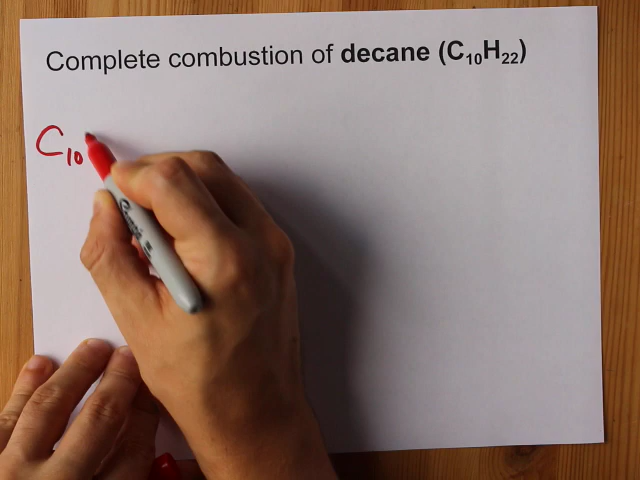 Complete combustion of decane (C₁₀H₂₂)
C₁₀